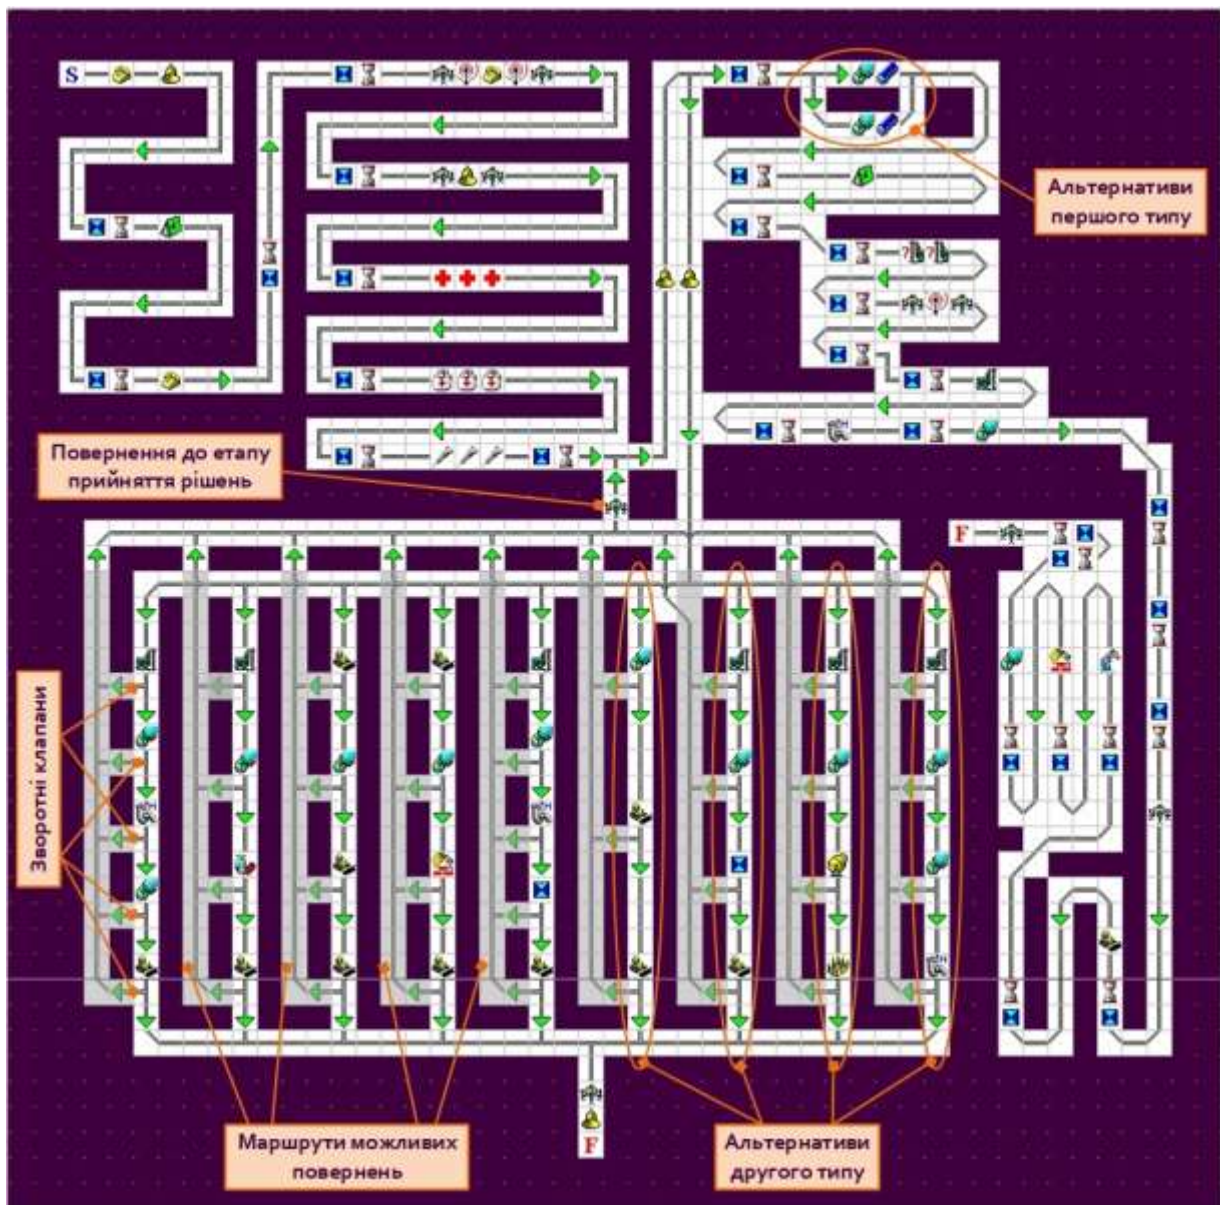 S
Альтернативи
першого типу
Повернення до етапу
прийняття рішень
F
Зворотні клапани
Маршрути можливих
повернень
Альтернативи
другого типу
F